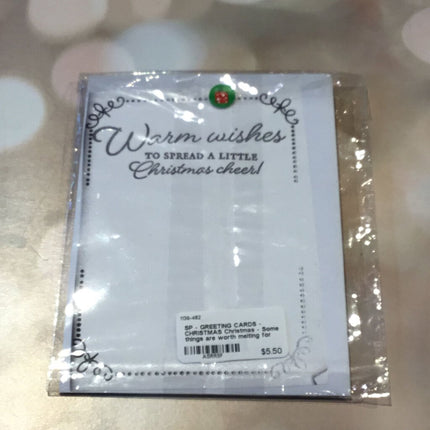 Warm wishes
TO SPREAD A LITTLE
Christmas cheer!
SP - GREETING CARDS -
CHRISTMAS Christmas - Some
things are worth melting for
$5.50